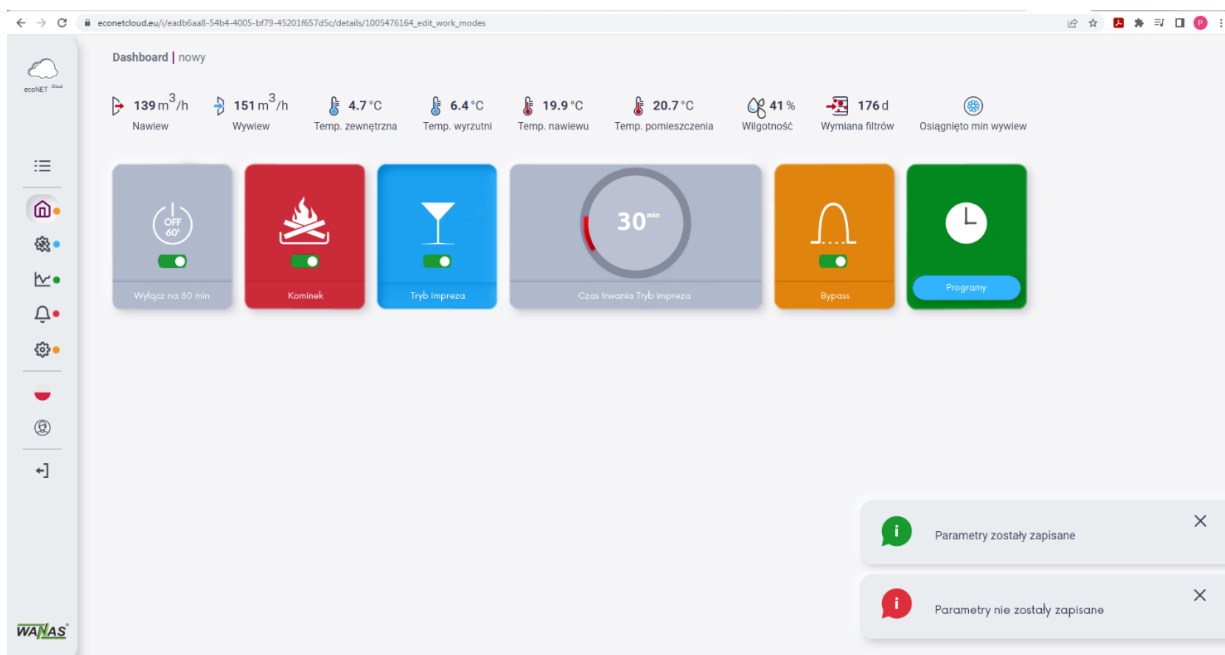 econetcloud.eu/i/eadb6aa8-54b4-4005-bf79-45201f657d5c/details/1005476164_edit_work_modes
P
ecoNET Cloud
Dashboard | nowy
139 m3/h
Nawiew
151 m3/h
Wywiew
4.7 °C
Temp. zewnętrzna
6.4 °C
Temp. wyrzutni
19.9 °C
Temp. nawiewu
20.7 °C
Temp. pomieszczenia
41 %
Wilgotność
176 d
Wymiana filtrów
Osiągnięto min wywiew
OFF
60'
Wyłącz na 60 min
Kominek
Tryb impreza
30 min
Czas trwania Tryb impreza
Bypass
Programy
Parametry zostały zapisane
Parametry nie zostały zapisane
WANAS